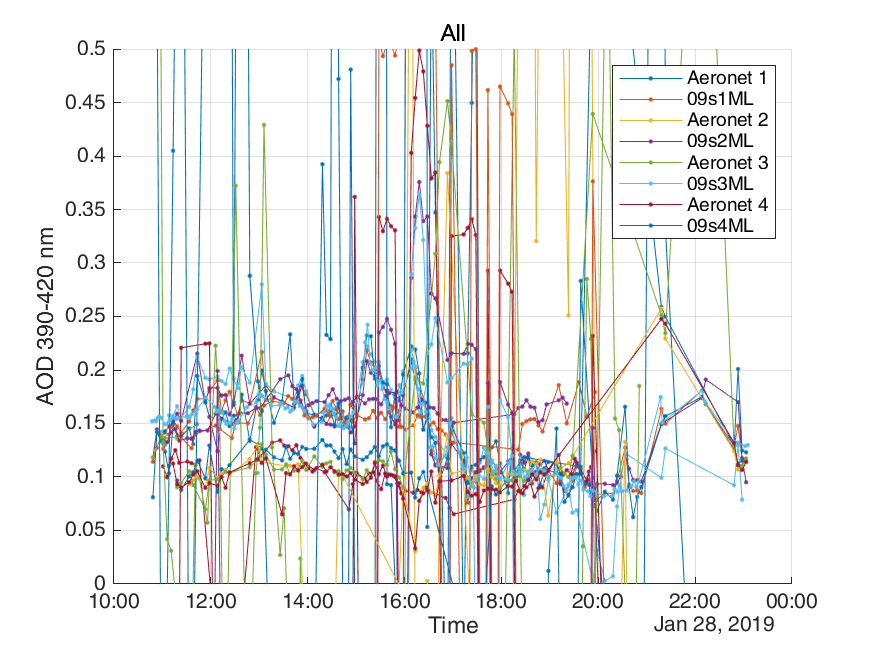 All
0.5
0.45
0.4
0.35
0.3
0.25
0.2
0.15
0.1
0.05
0
AOD 390-420 nm
Aeronet 1
09s1ML
Aeronet 2
09s2ML
Aeronet 3
09s3ML
Aeronet 4
09s4ML
10:00 12:00 14:00 16:00 18:00 20:00 22:00 00:00
Time
Jan 28, 2019